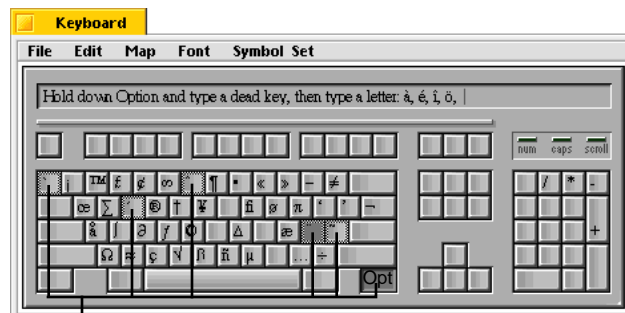 Keyboard
File Edit Map Font Symbol Set
Hold down Option and type a dead key, then type a letter: à, é, î, ö,
num caps scroll
` ¡ ™ £ ¢ ∞ ^ ¶ • « » – ≠ / * -
œ ∑ ´ ® † ¥ fi ø π ‘ ’ ¬
å ∫ ∂ ƒ © ∆ æ ¨ ~ +
Ω ≈ ç √ ß ñ µ … ÷
Opt